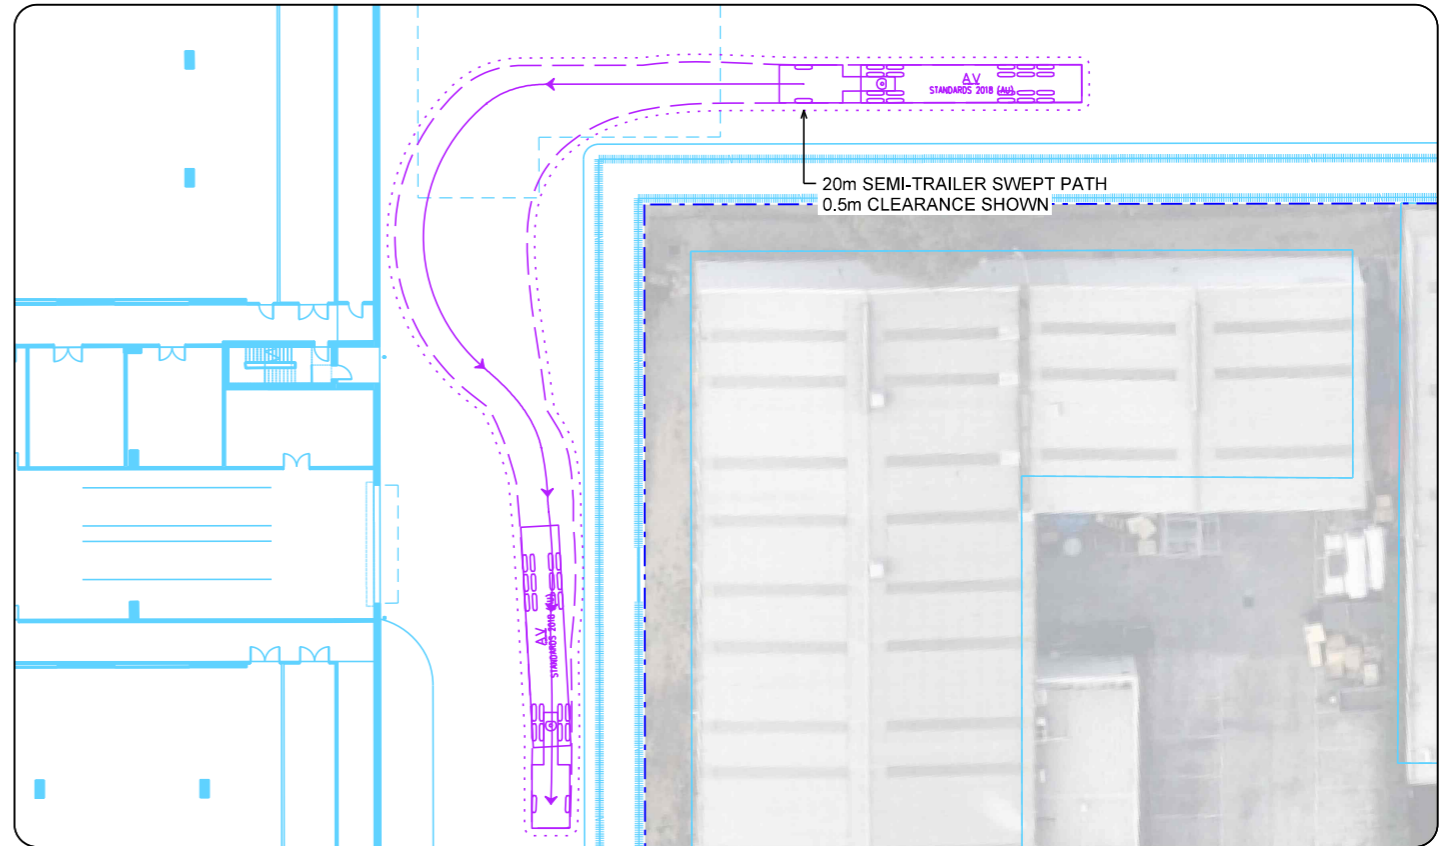 AV
STANDARDS 2018 (AU)
20m SEMI-TRAILER SWEPT PATH
0.5m CLEARANCE SHOWN
AV
STANDARDS 2018 (AU)